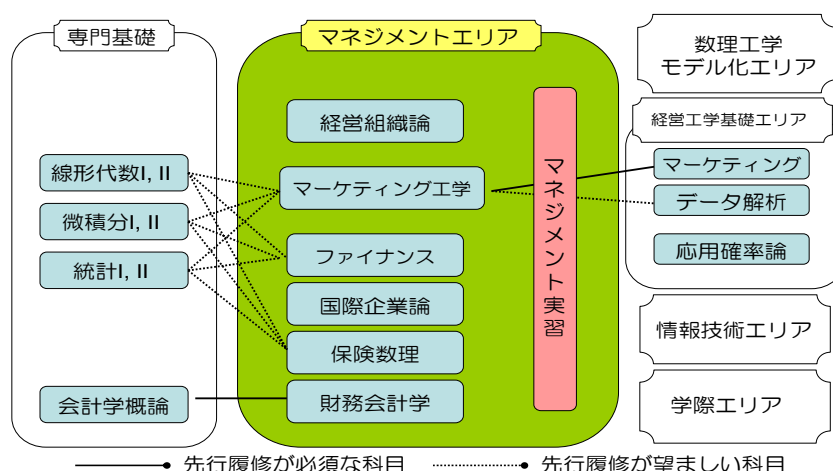 専門基礎
線形代数I, II
微積分I, II
統計I, II
会計学概論
マネジメントエリア
経営組織論
マーケティング工学
ファイナンス
国際企業論
保険数理
財務会計学
マネジメント実習
数理工学
モデル化エリア
経営工学基礎エリア
マーケティング
データ解析
応用確率論
情報技術エリア
学際エリア
先行履修が必須な科目
先行履修が望ましい科目